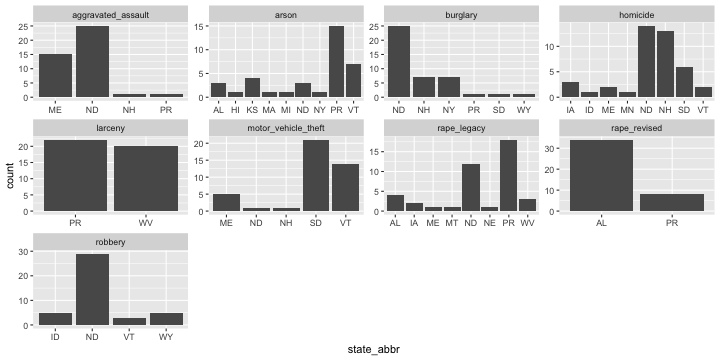 aggravated_assault
25
20
15
10
5
0
ME ND NH PR
arson
15
10
5
0
AL HI KS MA MI ND NY PR VT
burglary
25
20
15
10
5
0
ND NH NY PR SD WY
homicide
10
5
0
IA ID ME MN ND NH SD VT
larceny
20
15
10
5
0
PR WV
motor_vehicle_theft
20
15
10
5
0
ME ND NH SD VT
rape_legacy
15
10
5
0
AL IA ME MT ND NE PR WV
rape_revised
30
20
10
0
AL PR
robbery
30
20
10
0
ID ND VT WY
count
state_abbr